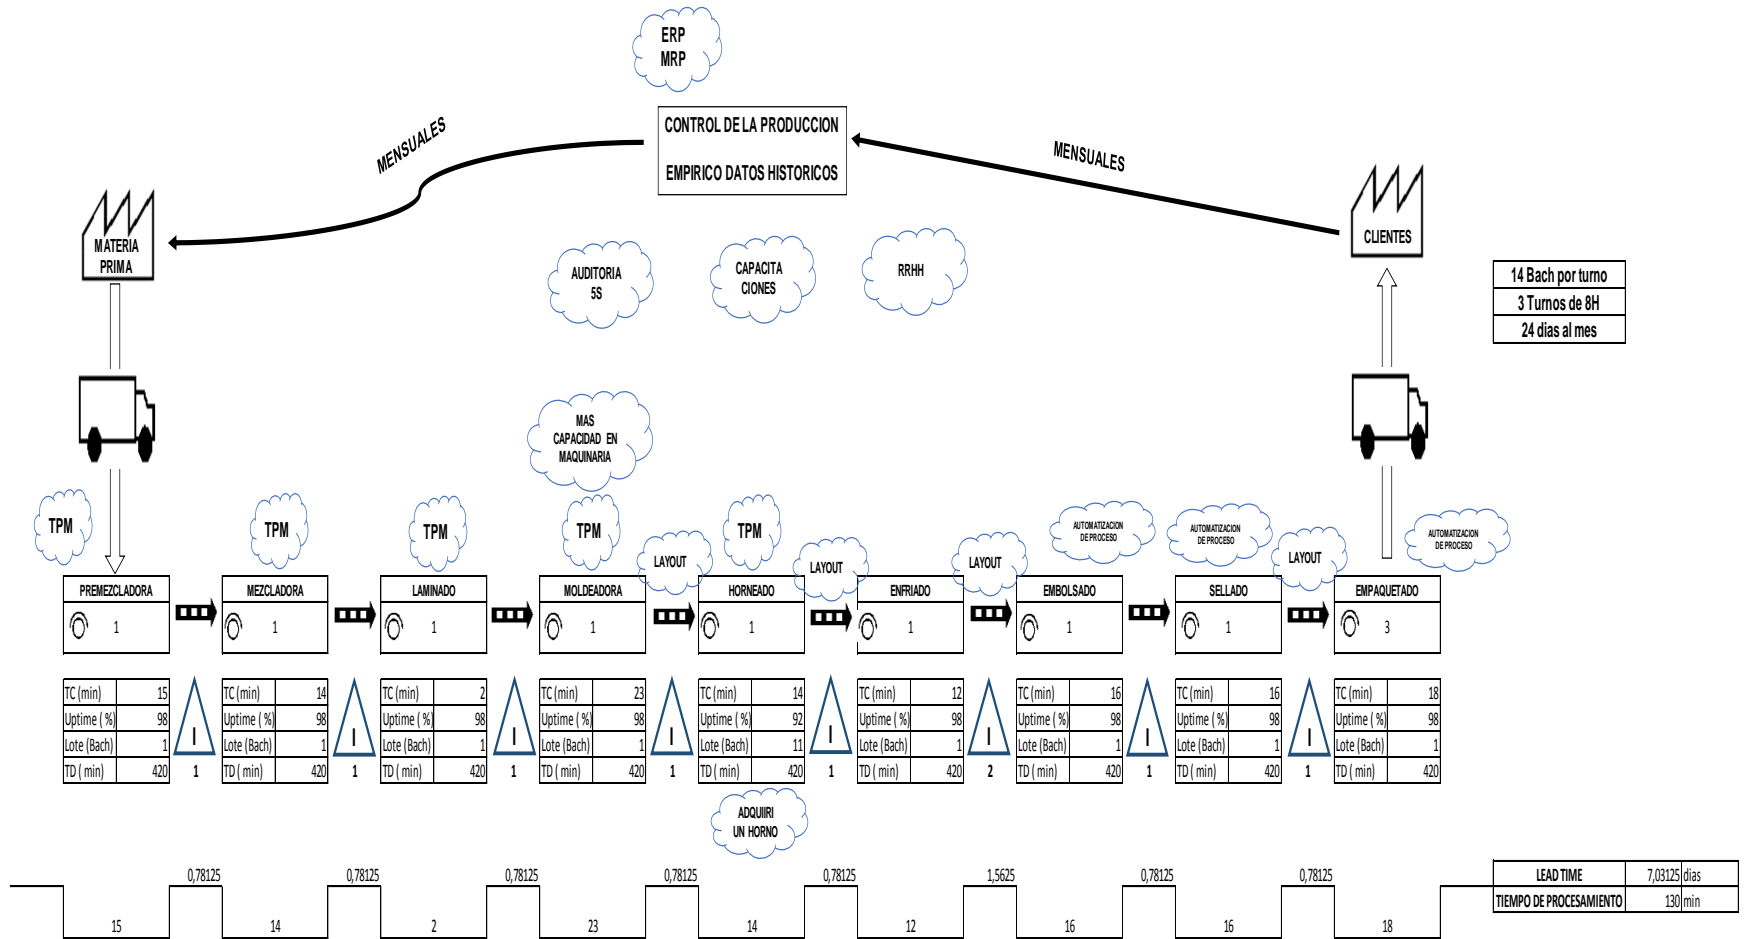 ERP
MRP
CONTROL DE LA PRODUCCION
EMPIRICO DATOS HISTORICOS
MENSUALES
MENSUALES
MATERIA
PRIMA
CLIENTES
AUDITORIA
5S
CAPACITA
CIONES
RRHH
14 Bach por turno
3 Turnos de 8H
24 dias al mes
MAS
CAPACIDAD EN
MAQUINARIA
TPM
TPM
TPM
TPM
LAYOUT
TPM
LAYOUT
LAYOUT
AUTOMATIZACION
DE PROCESO
AUTOMATIZACION
DE PROCESO
LAYOUT
AUTOMATIZACION
DE PROCESO
PREMEZCLADORA MEZCLADORA LAMINADO MOLDEADORA HORNEADO ENFRIADO EMBOLSADO SELLADO EMPAQUETADO
1 1 1 1 1 1 1 1 3
TC (min) 15 TC (min) 14 TC (min) 2 TC (min) 23 TC (min) 14 TC (min) 12 TC (min) 16 TC (min) 16 TC (min) 18
Uptime ( %) 98 Uptime ( %) 98 Uptime ( %) 98 Uptime ( %) 98 Uptime ( %) 92 Uptime ( %) 98 Uptime ( %) 98 Uptime ( %) 98 Uptime ( %) 98
I I I I I I I I
Lote (Bach) 1 Lote (Bach) 1 Lote (Bach) 1 Lote (Bach) 1 Lote (Bach) 11 Lote (Bach) 1 Lote (Bach) 1 Lote (Bach) 1 Lote (Bach) 1
TD ( min) 420 1 TD ( min) 420 1 TD ( min) 420 1 TD ( min) 420 1 TD ( min) 420 1 TD ( min) 420 2 TD ( min) 420 1 TD ( min) 420 1 TD ( min) 420
ADQUIIRI
UN HORNO
0,78125 0,78125 0,78125 0,78125 0,78125 1,5625 0,78125 0,78125
LEAD TIME 7,03125 dias
TIEMPO DE PROCESAMIENTO 130 min
15 14 2 23 14 12 16 16 18